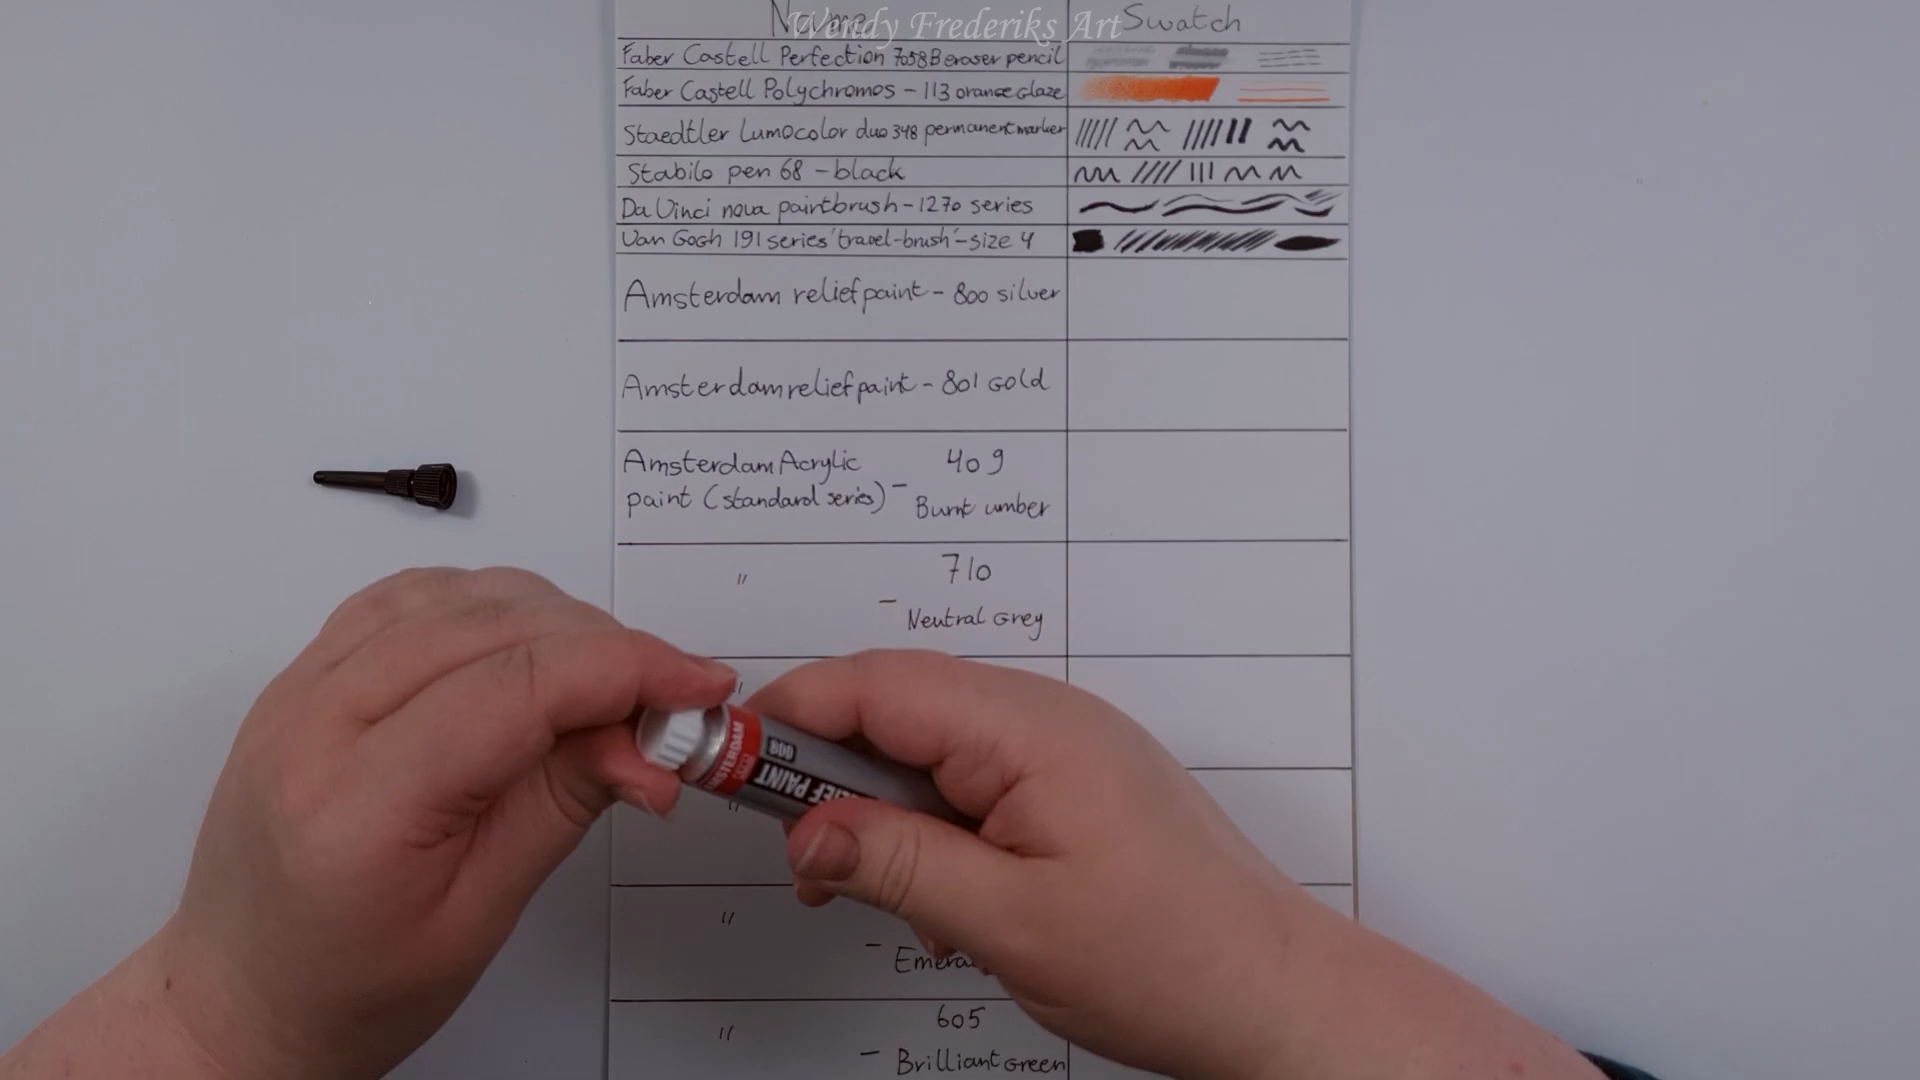 Name Swatch
Wendy Frederiks Art
Faber Castell Perfection 7058B eraser pencil
Faber Castell Polychromos - 113 orange Glaze
Staedtler Lumocolor duo 348 permanent marker
Stabilo pen 68 - black
Da Vinci nova paintbrush - 1270 series
Van Gogh 191 series 'travel-brush' - size 4
Amsterdam relief paint - 800 silver
Amsterdam relief paint - 801 Gold
Amsterdam Acrylic 409
paint (standard series) - Burnt umber
" 710
- Neutral Grey
"
AMSTERDAM
800
"
"
-
605
" - Brilliant Green